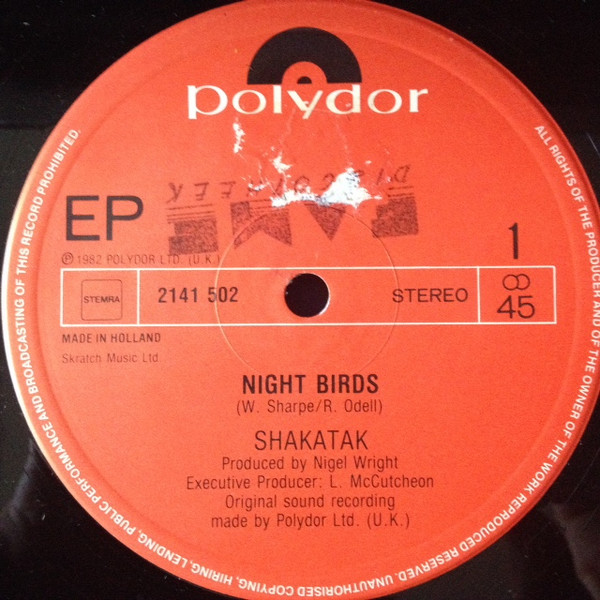 polydor
EP
1
℗ 1982 POLYDOR LTD. (U.K.)
STEMRA
2141 502
STEREO
45
MADE IN HOLLAND
Skratch Music Ltd.
NIGHT BIRDS
(W. Sharpe/R. Odell)
SHAKATAK
Produced by Nigel Wright
Executive Producer: L. McCutcheon
Original sound recording
made by Polydor Ltd. (U.K.)
ALL RIGHTS OF THE PRODUCER AND OF THE OWNER OF THE WORK REPRODUCED RESERVED. UNAUTHORISED COPYING, HIRING, LENDING, PUBLIC PERFORMANCE AND BROADCASTING OF THIS RECORD PROHIBITED.